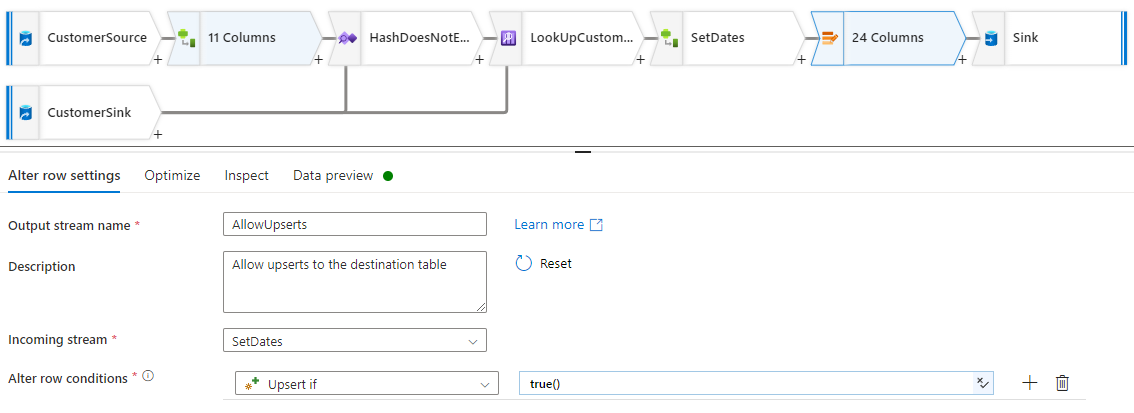 CustomerSource
11 Columns
HashDoesNotE...
LookUpCustom...
SetDates
24 Columns
Sink
+ + + + + +
CustomerSink
+
Alter row settings Optimize Inspect Data preview
Output stream name * AllowUpserts Learn more
Description Allow upserts to the destination table Reset
Incoming stream * SetDates
Alter row conditions * Upsert if true()